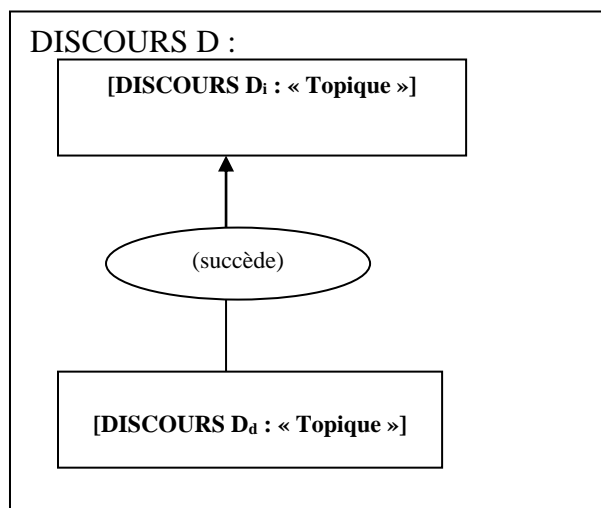 DISCOURS D :
[DISCOURS Di : « Topique »]
(succède)
[DISCOURS Dd : « Topique »]